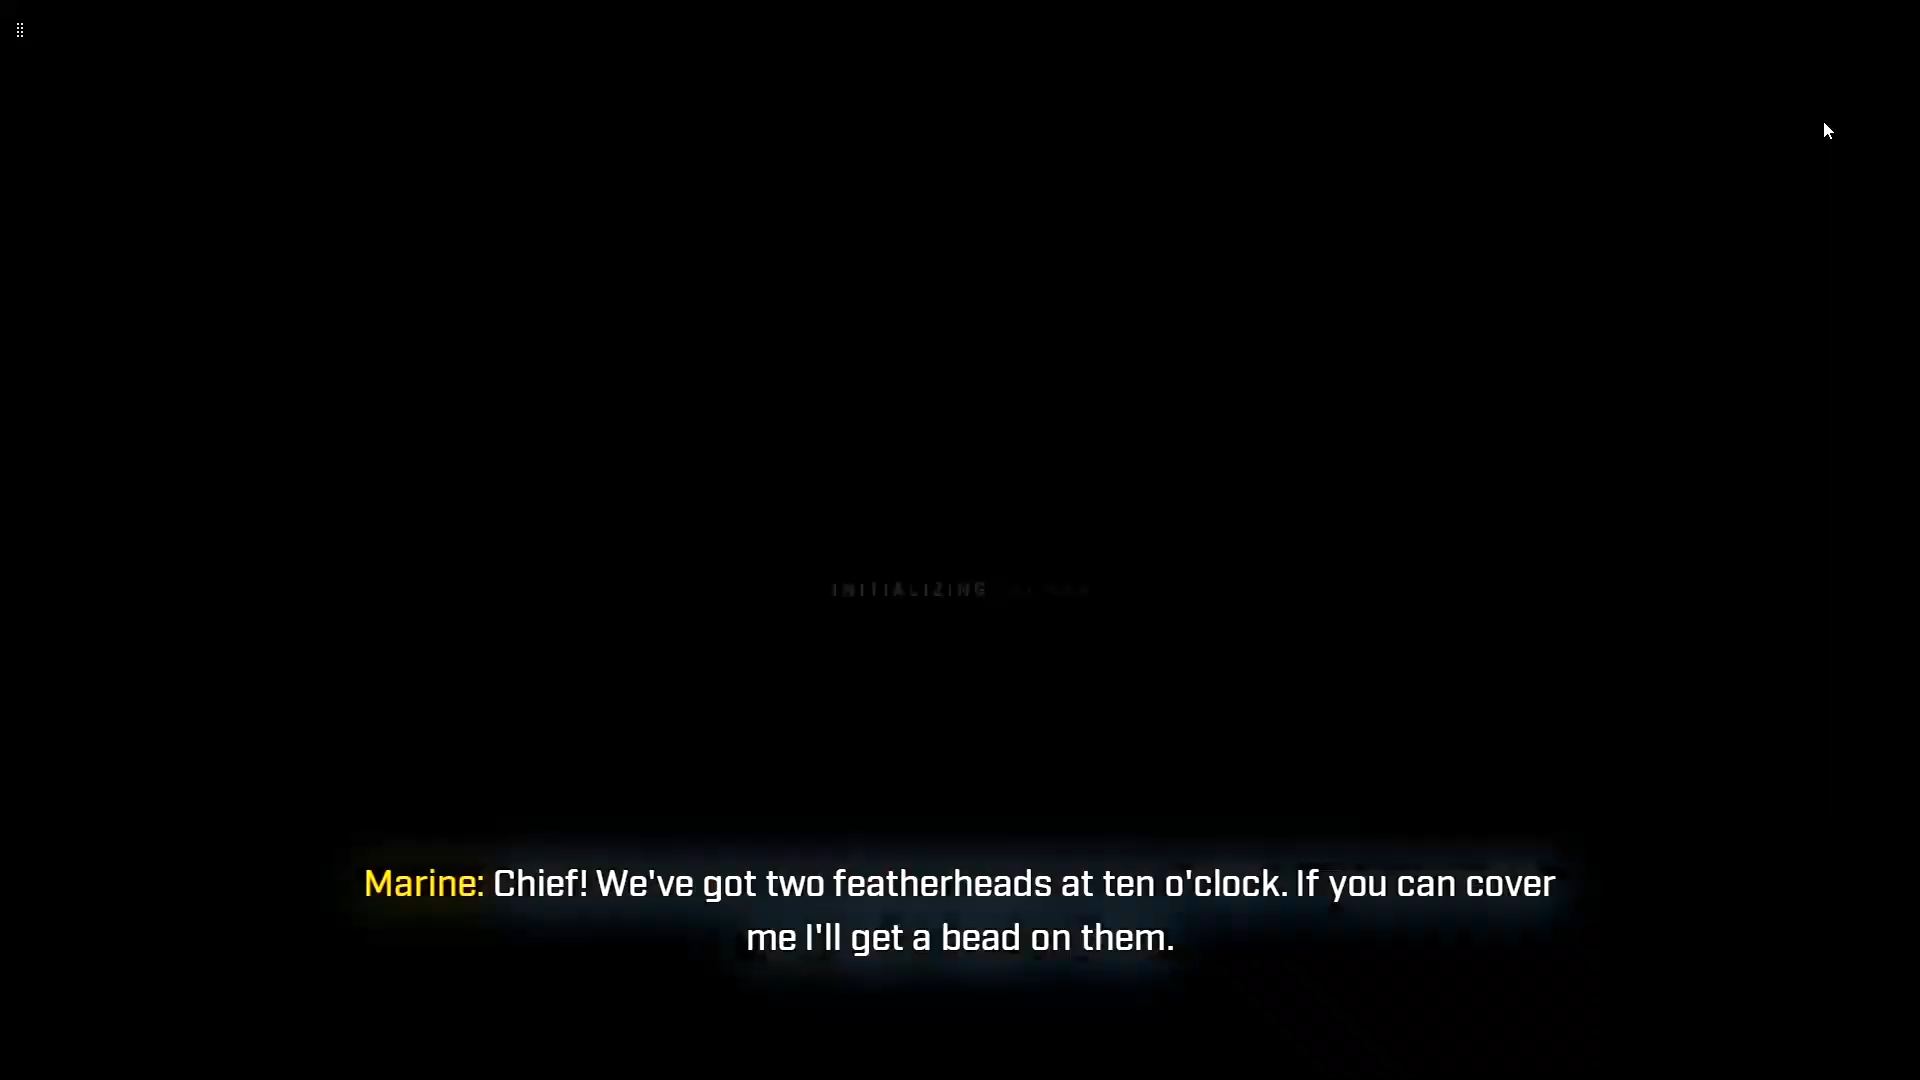 INITIALIZING
Marine: Chief! We've got two featherheads at ten o'clock. If you can cover
me I'll get a bead on them.